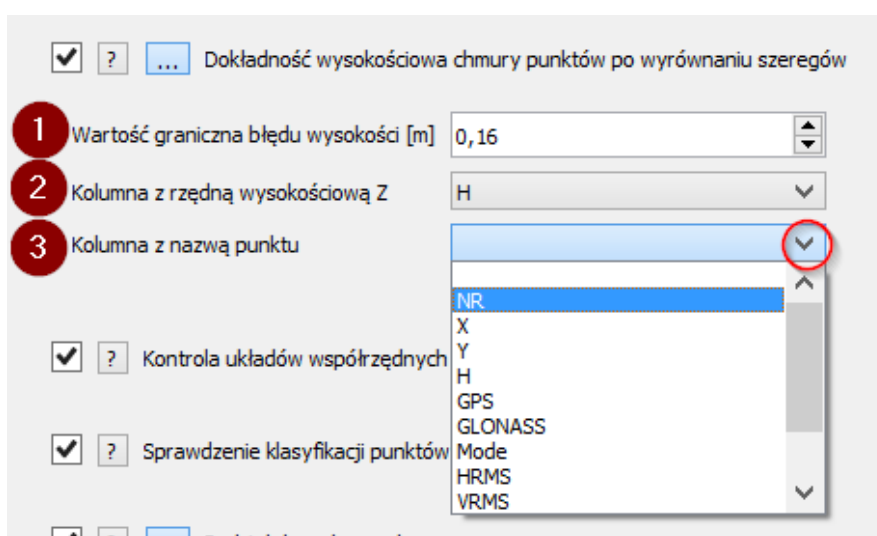 ? ... Dokładność wysokościowa chmury punktów po wyrównaniu szeregów
1 Wartość graniczna błędu wysokości [m] 0,16
2 Kolumna z rzędną wysokościową Z H
3 Kolumna z nazwą punktu
NR
X
Y
? Kontrola układów współrzędnych
H
GPS
GLONASS
? Sprawdzenie klasyfikacji punktów
Mode
HRMS
VRMS